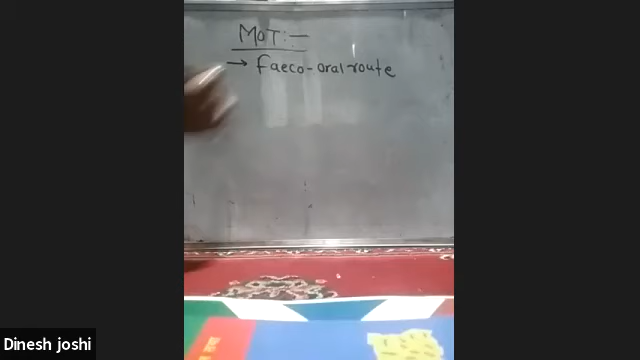 MOT:-
→ Faeco-oral route
Dinesh joshi